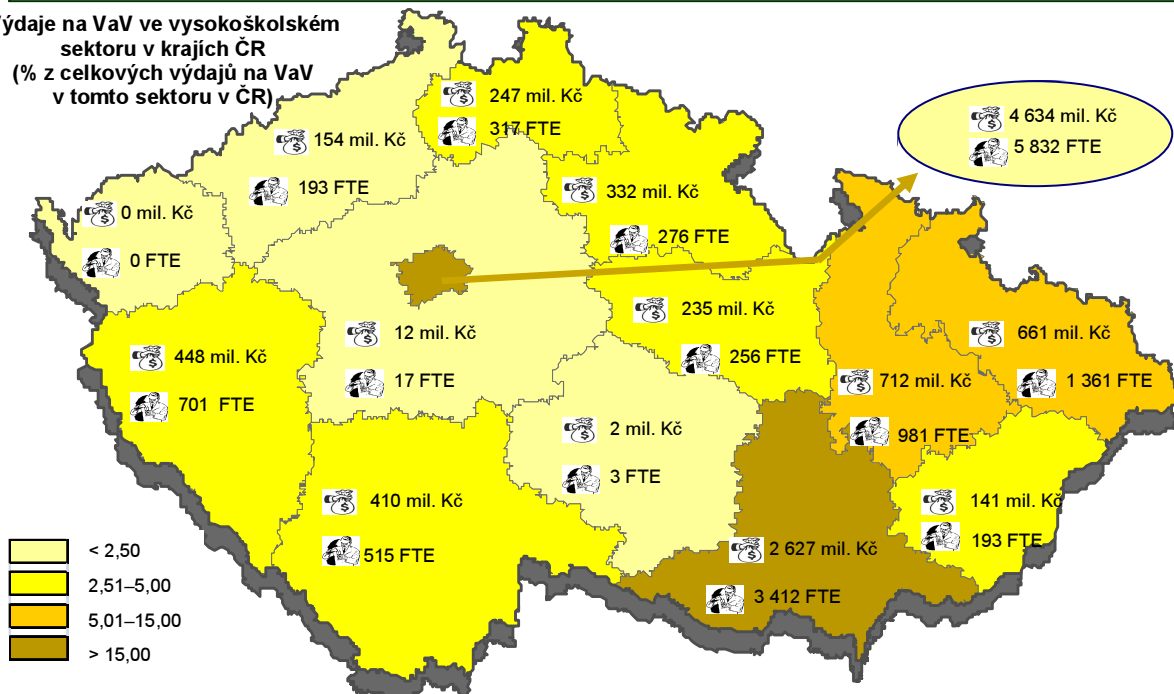 ýdaje na VaV ve vysokoškolském
sektoru v krajích ČR
(% z celkových výdajů na VaV
v tomto sektoru v ČR)
247 mil. Kč
317 FTE
4 634 mil. Kč
5 832 FTE
154 mil. Kč
193 FTE
332 mil. Kč
276 FTE
0 mil. Kč
0 FTE
235 mil. Kč
256 FTE
12 mil. Kč
17 FTE
661 mil. Kč
1 361 FTE
448 mil. Kč
701 FTE
712 mil. Kč
981 FTE
2 mil. Kč
3 FTE
410 mil. Kč
515 FTE
141 mil. Kč
193 FTE
2 627 mil. Kč
3 412 FTE
< 2,50
2,51–5,00
5,01–15,00
> 15,00